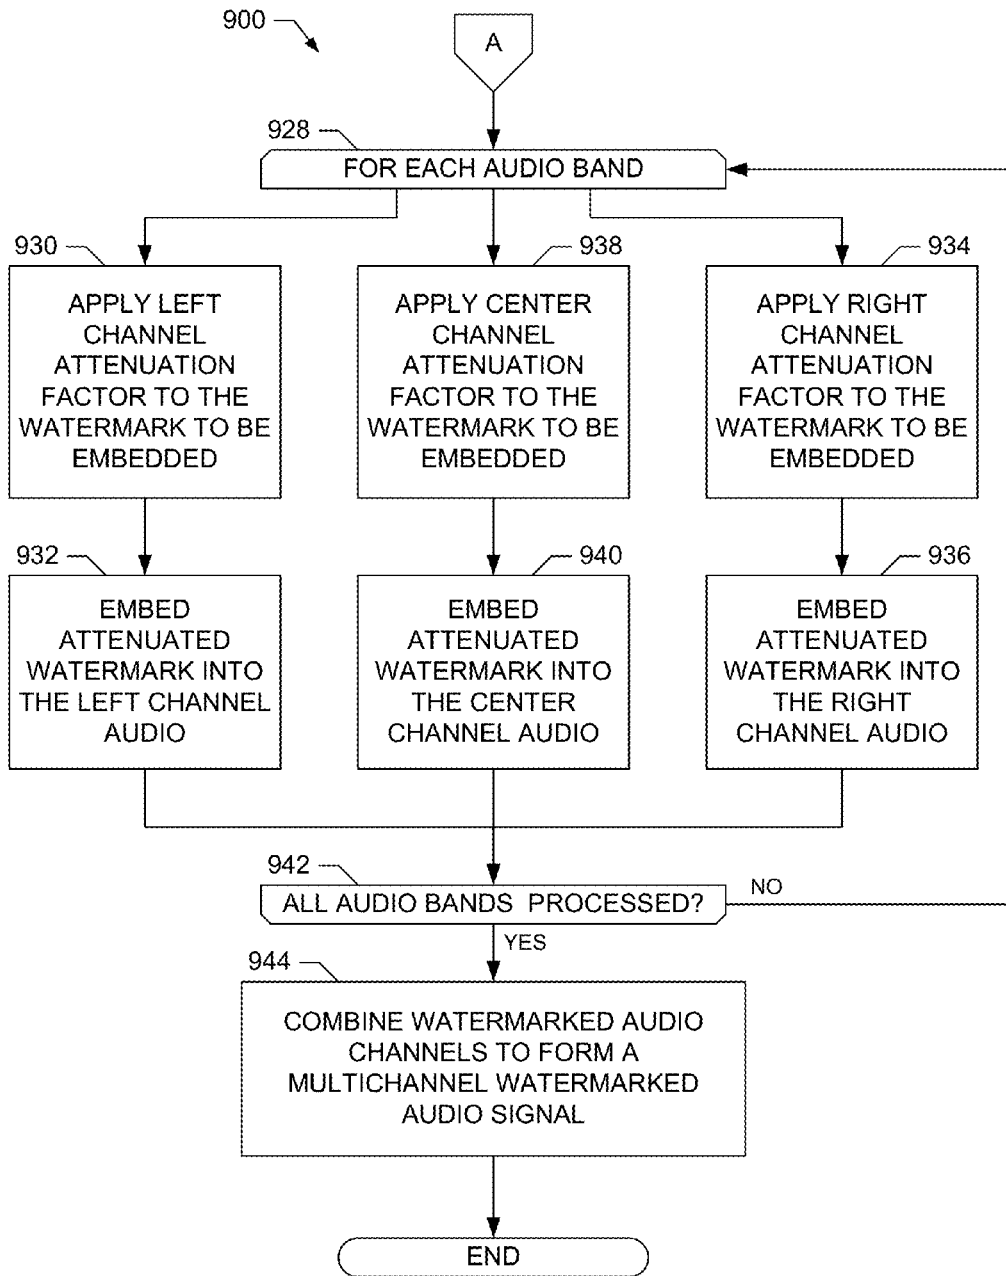 900
A
928
FOR EACH AUDIO BAND
930
APPLY LEFT
CHANNEL
ATTENUATION
FACTOR TO THE
WATERMARK TO BE
EMBEDDED
938
APPLY CENTER
CHANNEL
ATTENUATION
FACTOR TO THE
WATERMARK TO BE
EMBEDDED
934
APPLY RIGHT
CHANNEL
ATTENUATION
FACTOR TO THE
WATERMARK TO BE
EMBEDDED
932
EMBED
ATTENUATED
WATERMARK INTO
THE LEFT CHANNEL
AUDIO
940
EMBED
ATTENUATED
WATERMARK INTO
THE CENTER
CHANNEL AUDIO
936
EMBED
ATTENUATED
WATERMARK INTO
THE RIGHT
CHANNEL AUDIO
942
ALL AUDIO BANDS PROCESSED?
NO
YES
944
COMBINE WATERMARKED AUDIO
CHANNELS TO FORM A
MULTICHANNEL WATERMARKED
AUDIO SIGNAL
END